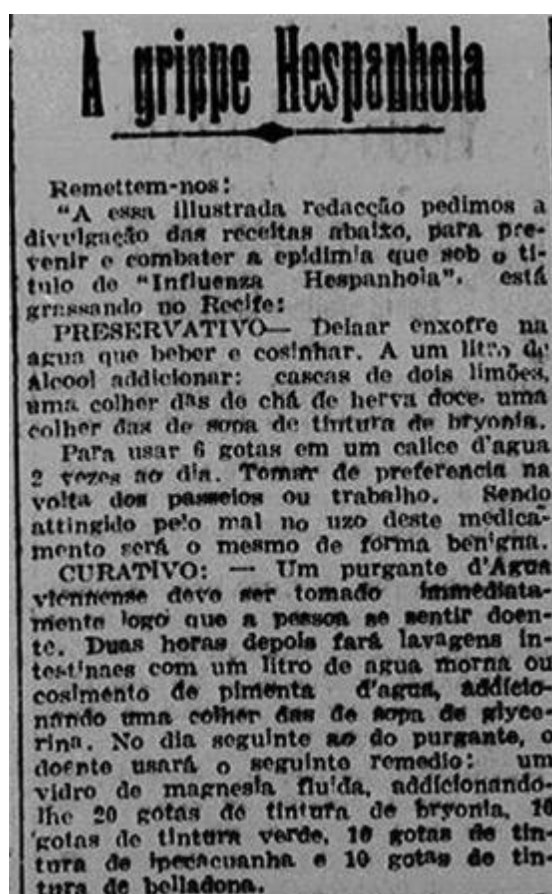 A grippe Hespanhola
Remettem-nos:
"A essa illustrada redacção pedimos a
divulgação das receitas abaixo, para pre-
venir e combater a epidimia que sob o ti-
tulo de "Influenza Hespanhola". está
grassando no Recife:
PRESERVATIVO— Deixar enxofre na
agua que beber e cosinhar. A um litro de
alcool addicionar: cascas de dois limões,
uma colher das de chá de herva doce. uma
colher das de sopa de tintura de bryonia.
Para usar 6 gotas em um calice d'agua
2 vezes ao dia. Tomar de preferencia na
volta dos passeios ou trabalho. Sendo
attingido pelo mal no uzo deste medica-
mento será o mesmo de fórma benigna.
CURATIVO: — Um purgante d'Agua
viennense deve ser tomado immediata-
mente logo que a pessoa se sentir doen-
te. Duas horas depois fará lavagens in-
testinaes com um litro de agua morna ou
cosimento de pimenta d'agua, addicio-
nando uma colher das de sopa de glyce-
rina. No dia seguinte ao do purgante, o
doente usará o seguinte remedio: um
vidro de magnesia fluida, addicionando-
lhe 20 gotas de tintura de bryonia, 10
gotas de tintura verde, 10 gotas de tin-
tura de ipecacuanha e 10 gotas de tin-
tura de belladona.